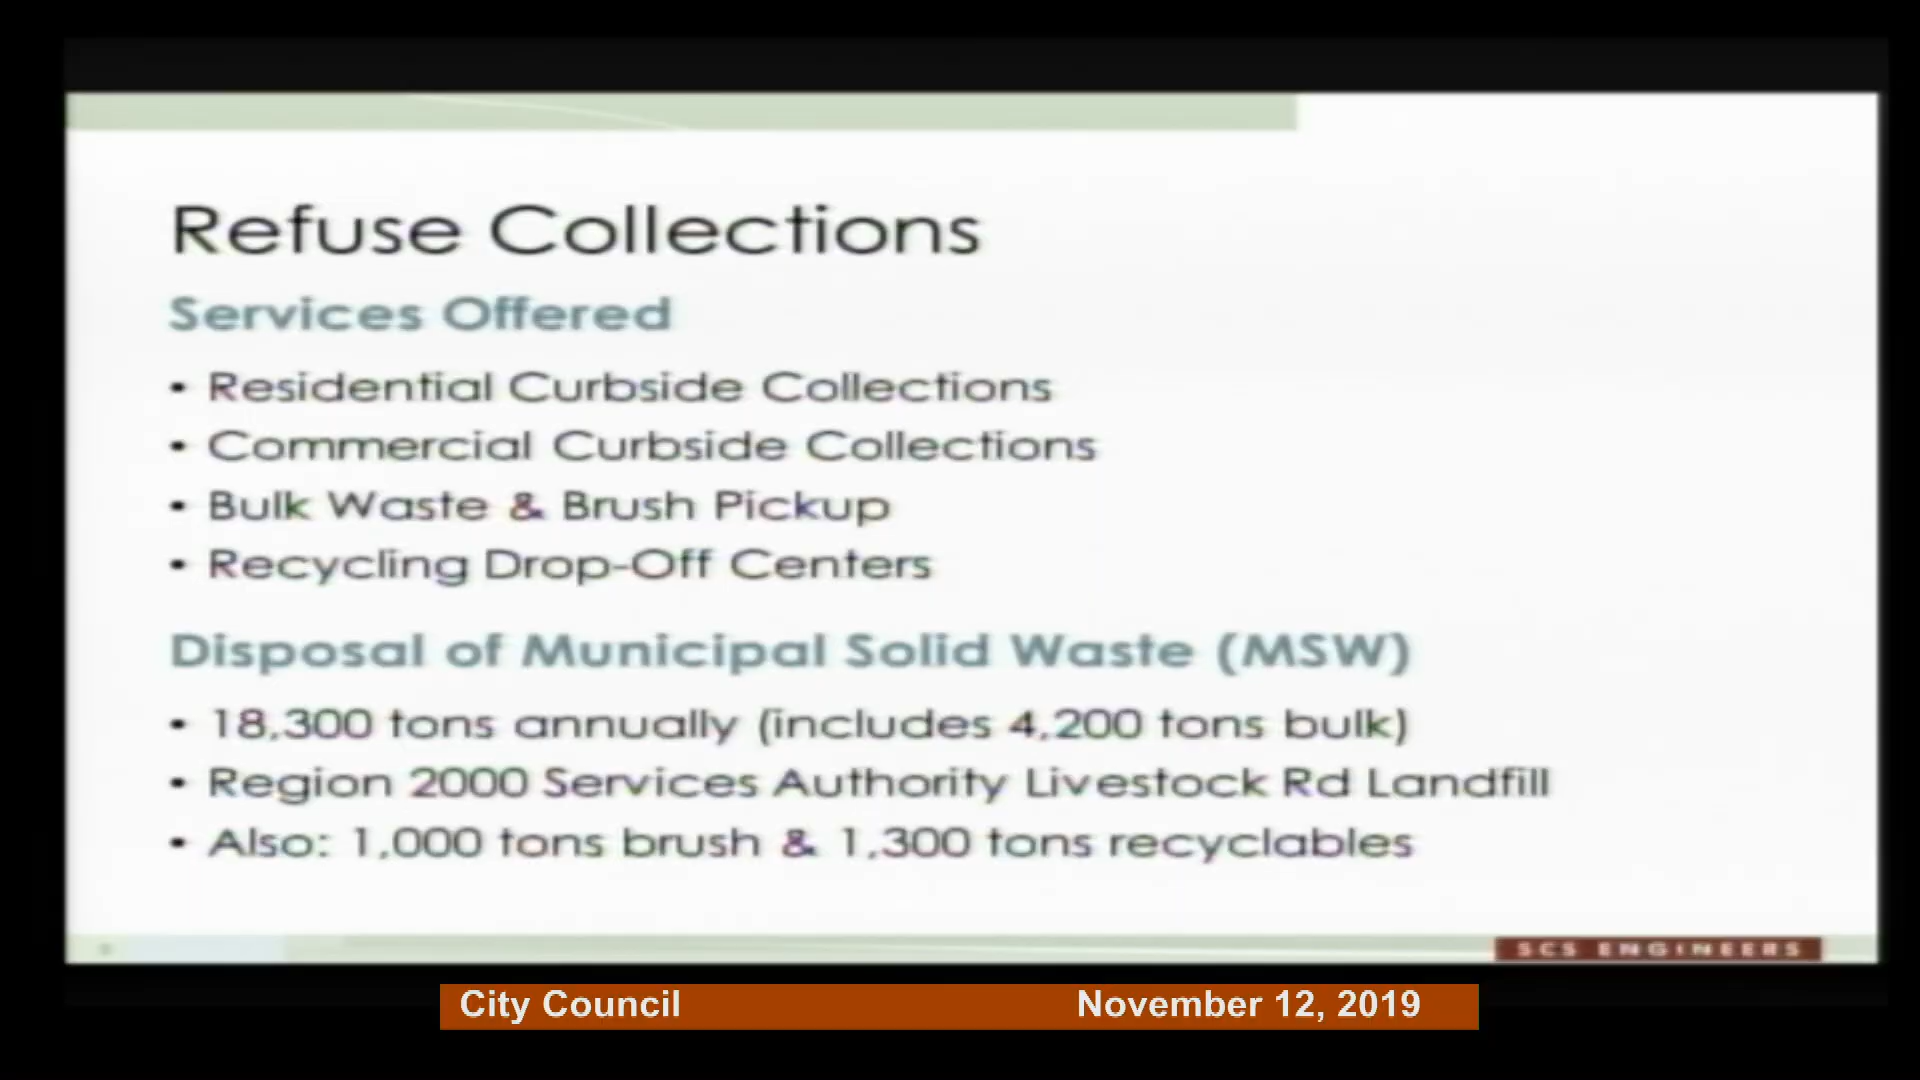 Refuse Collections
Services Offered
• Residential Curbside Collections
• Commercial Curbside Collections
• Bulk Waste & Brush Pickup
• Recycling Drop-Off Centers
Disposal of Municipal Solid Waste (MSW)
• 18,300 tons annually (includes 4,200 tons bulk)
• Region 2000 Services Authority Livestock Rd Landfill
• Also: 1,000 tons brush & 1,300 tons recyclables
SCS ENGINEERS
City Council November 12, 2019